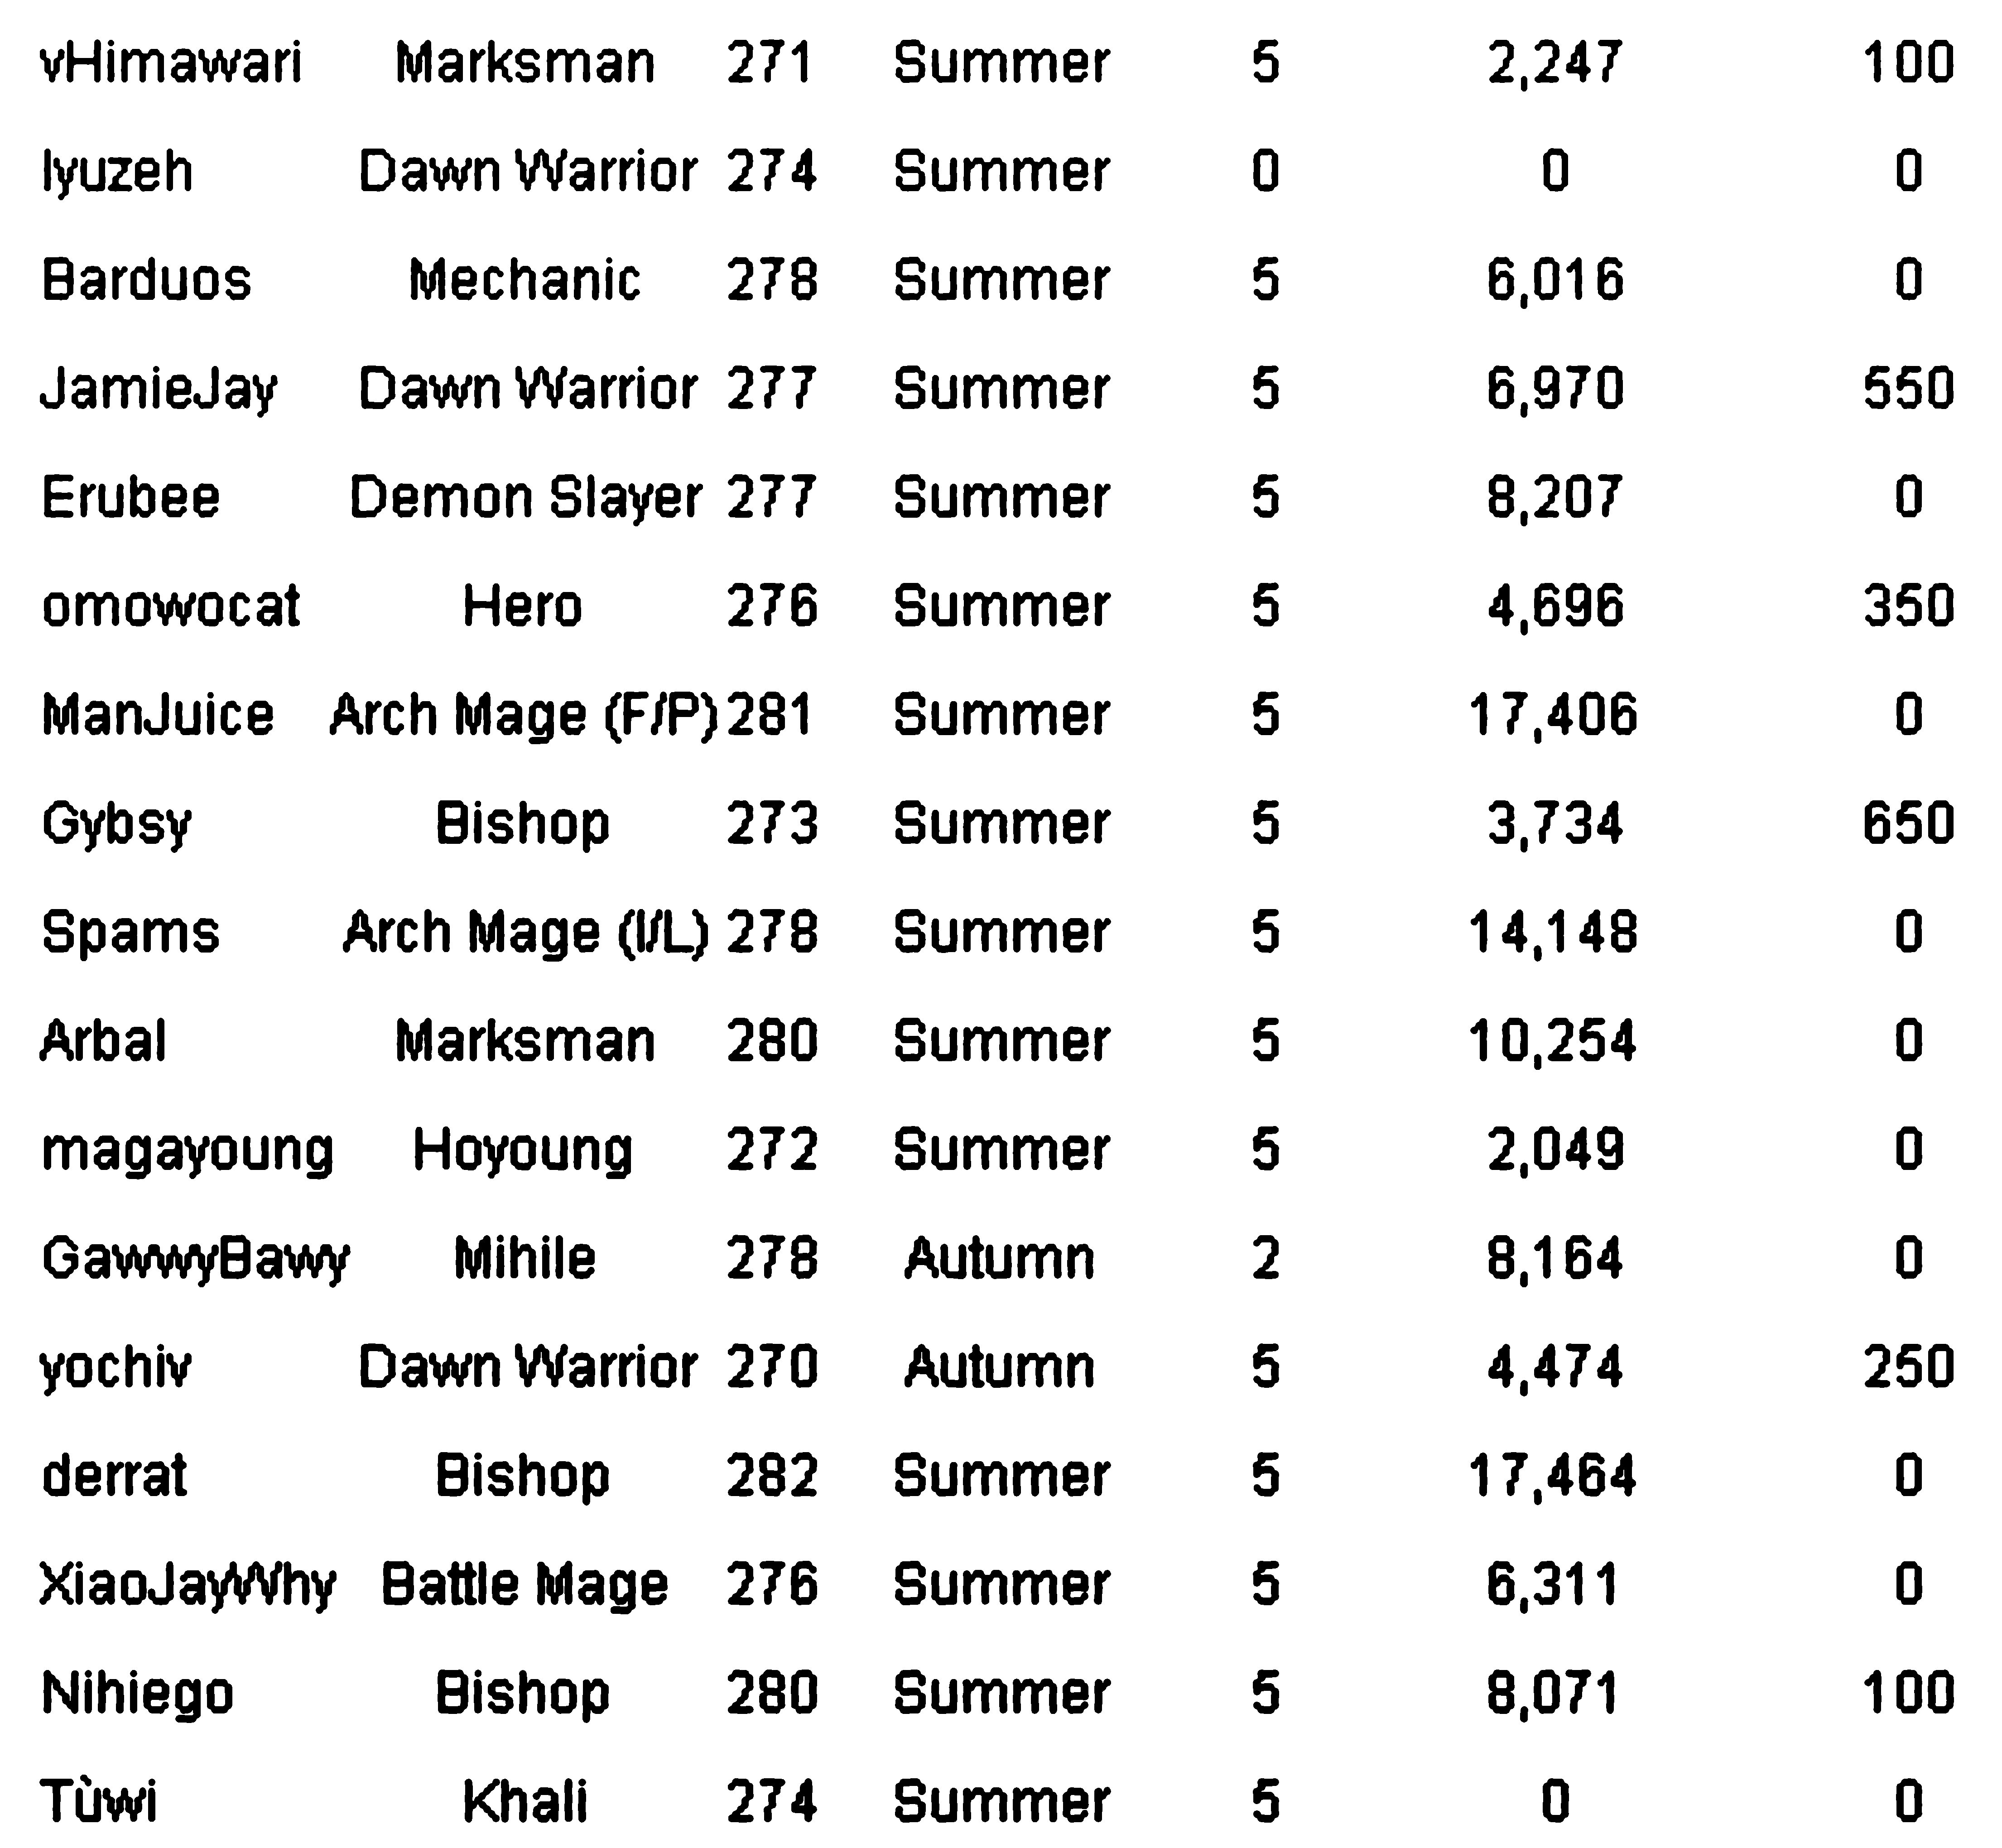 vHimawari Marksman 271 Summer 5 2,247 100
lyuzeh Dawn Warrior 274 Summer 0 0 0
Barduos Mechanic 278 Summer 5 6,016 0
JamieJay Dawn Warrior 277 Summer 5 6,970 550
Erubee Demon Slayer 277 Summer 5 8,207 0
omowocat Hero 276 Summer 5 4,696 350
ManJuice Arch Mage (F/P) 281 Summer 5 17,406 0
Gybsy Bishop 273 Summer 5 3,734 650
Spams Arch Mage (I/L) 278 Summer 5 14,148 0
Arbal Marksman 280 Summer 5 10,254 0
magayoung Hoyoung 272 Summer 5 2,049 0
GawwyBawy Mihile 278 Autumn 2 8,164 0
yochiv Dawn Warrior 270 Autumn 5 4,474 250
derrat Bishop 282 Summer 5 17,464 0
XiaoJayWhy Battle Mage 276 Summer 5 6,311 0
Nihiego Bishop 280 Summer 5 8,071 100
Tùwi Khali 274 Summer 5 0 0